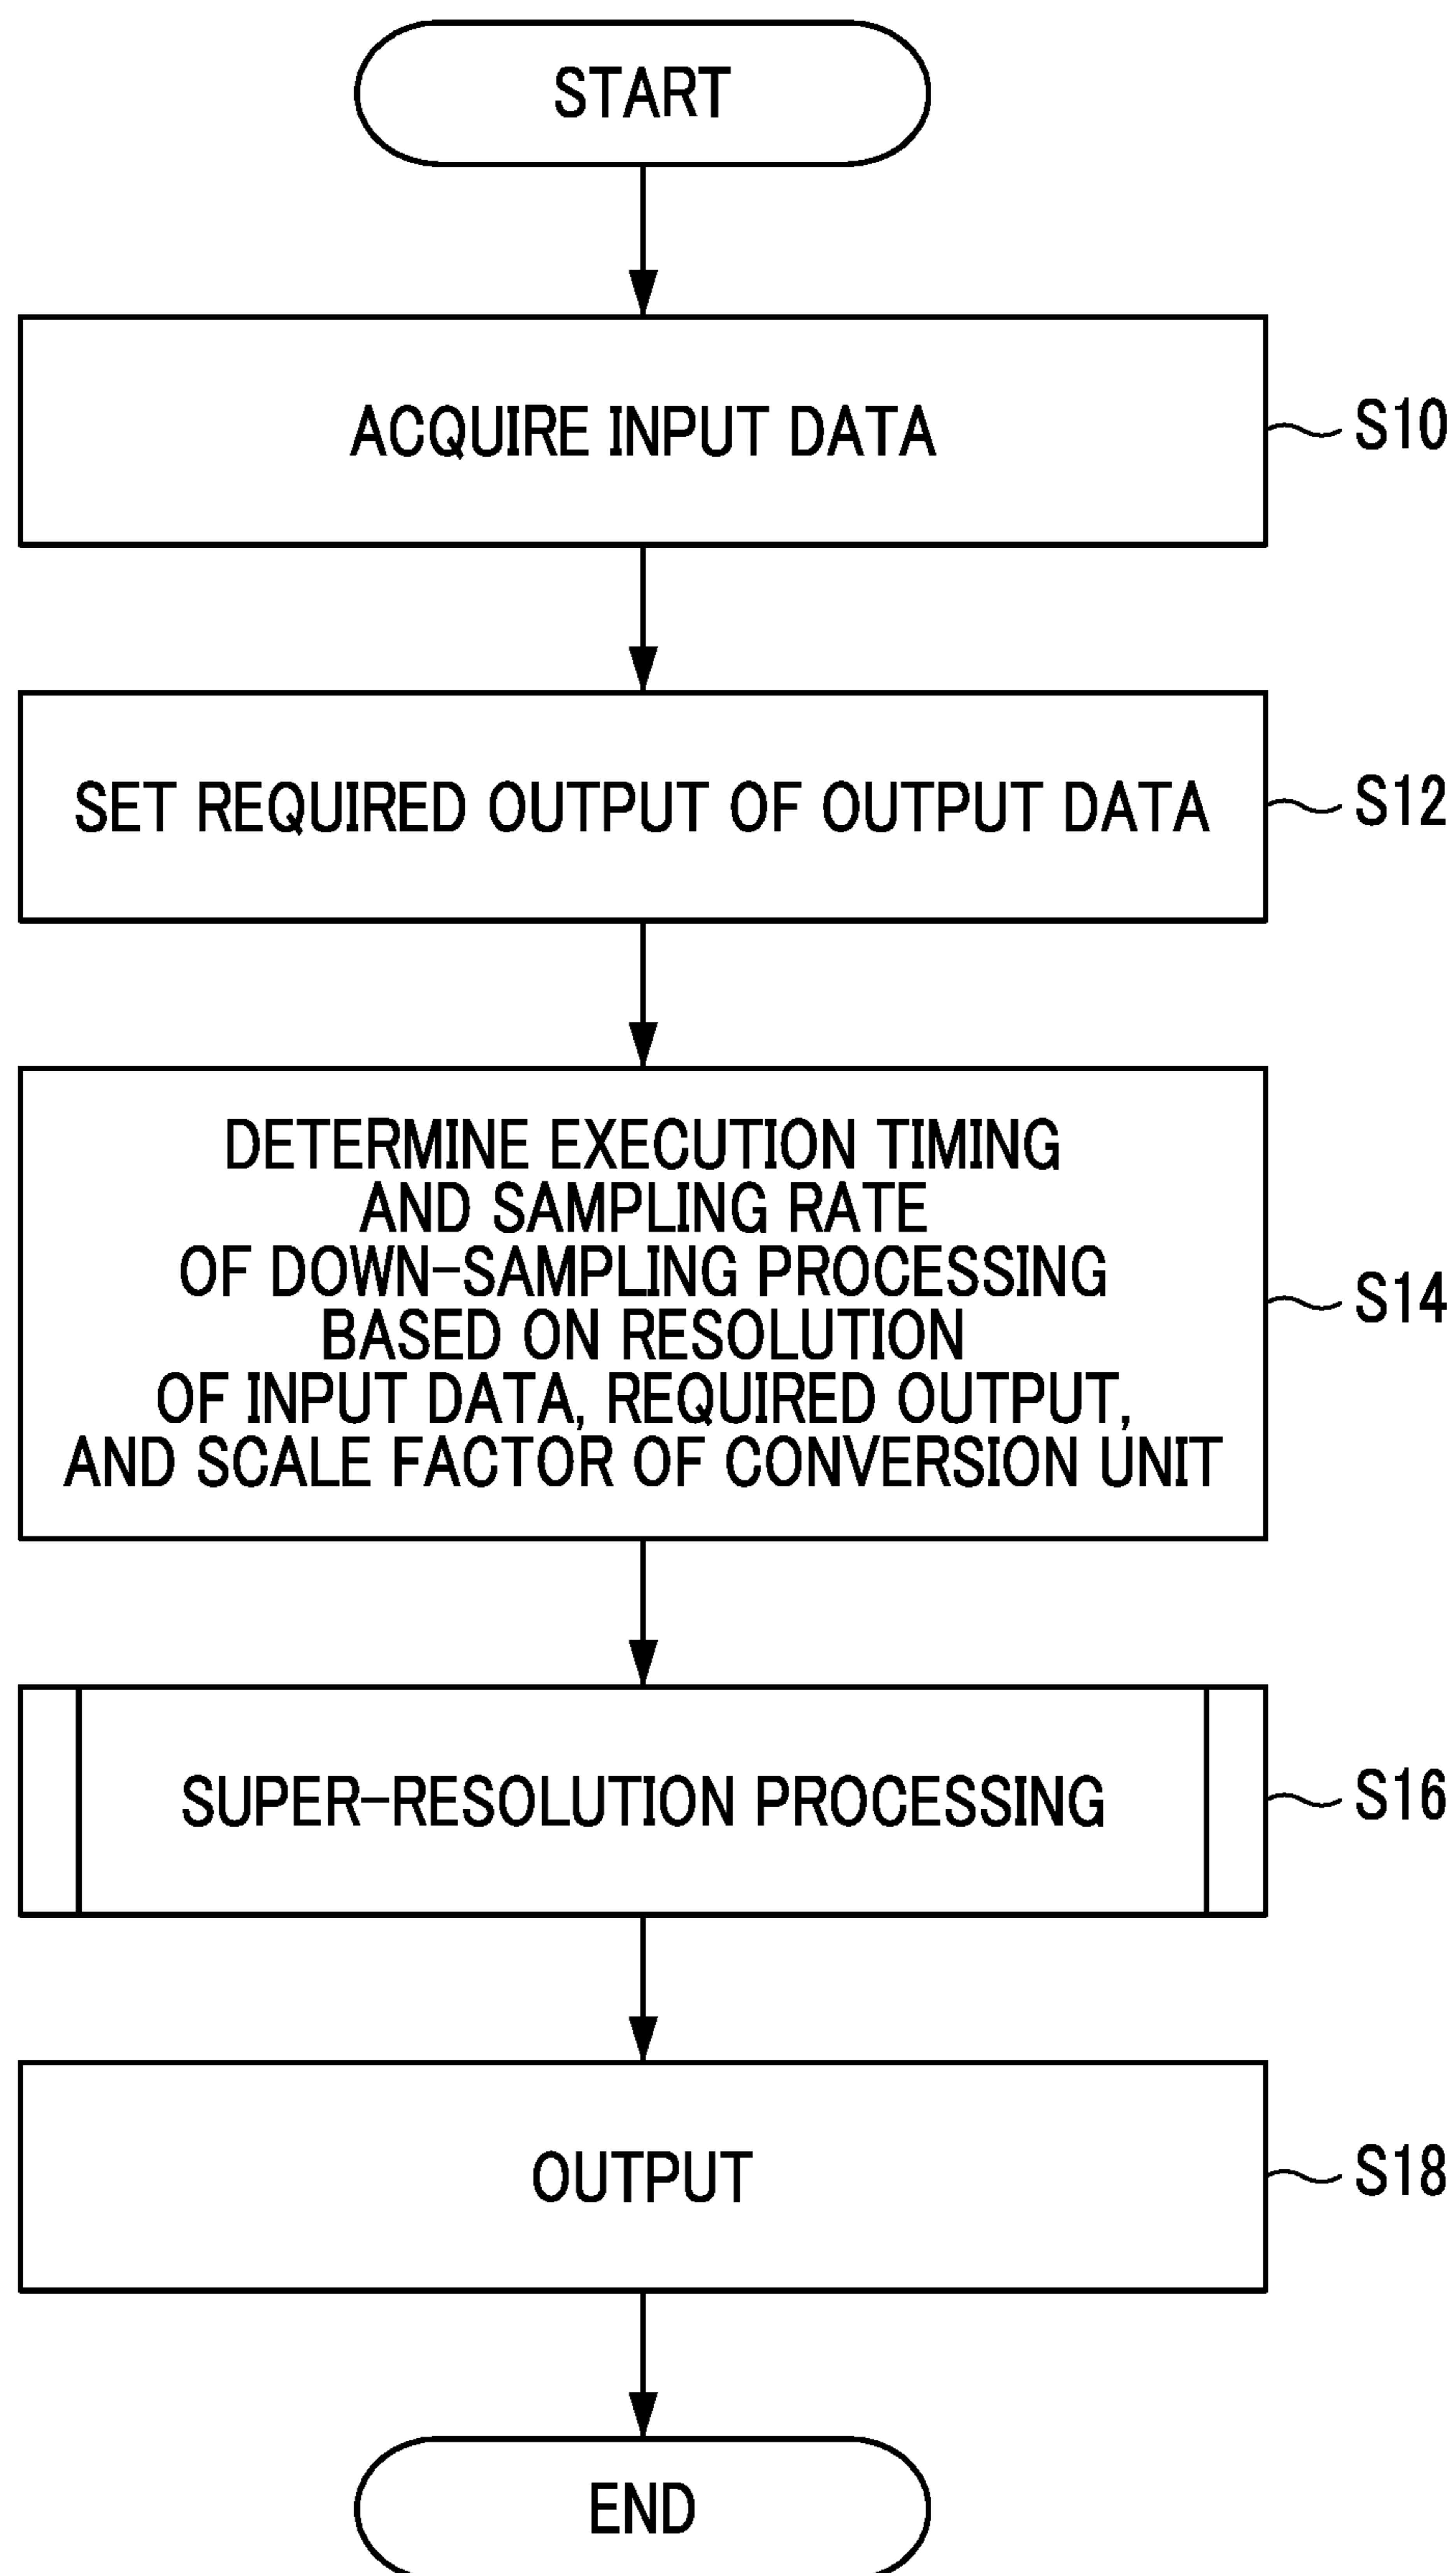 START
ACQUIRE INPUT DATA
S10
SET REQUIRED OUTPUT OF OUTPUT DATA
S12
DETERMINE EXECUTION TIMING
AND SAMPLING RATE
OF DOWN-SAMPLING PROCESSING
BASED ON RESOLUTION
OF INPUT DATA, REQUIRED OUTPUT,
AND SCALE FACTOR OF CONVERSION UNIT
S14
SUPER-RESOLUTION PROCESSING
S16
OUTPUT
S18
END